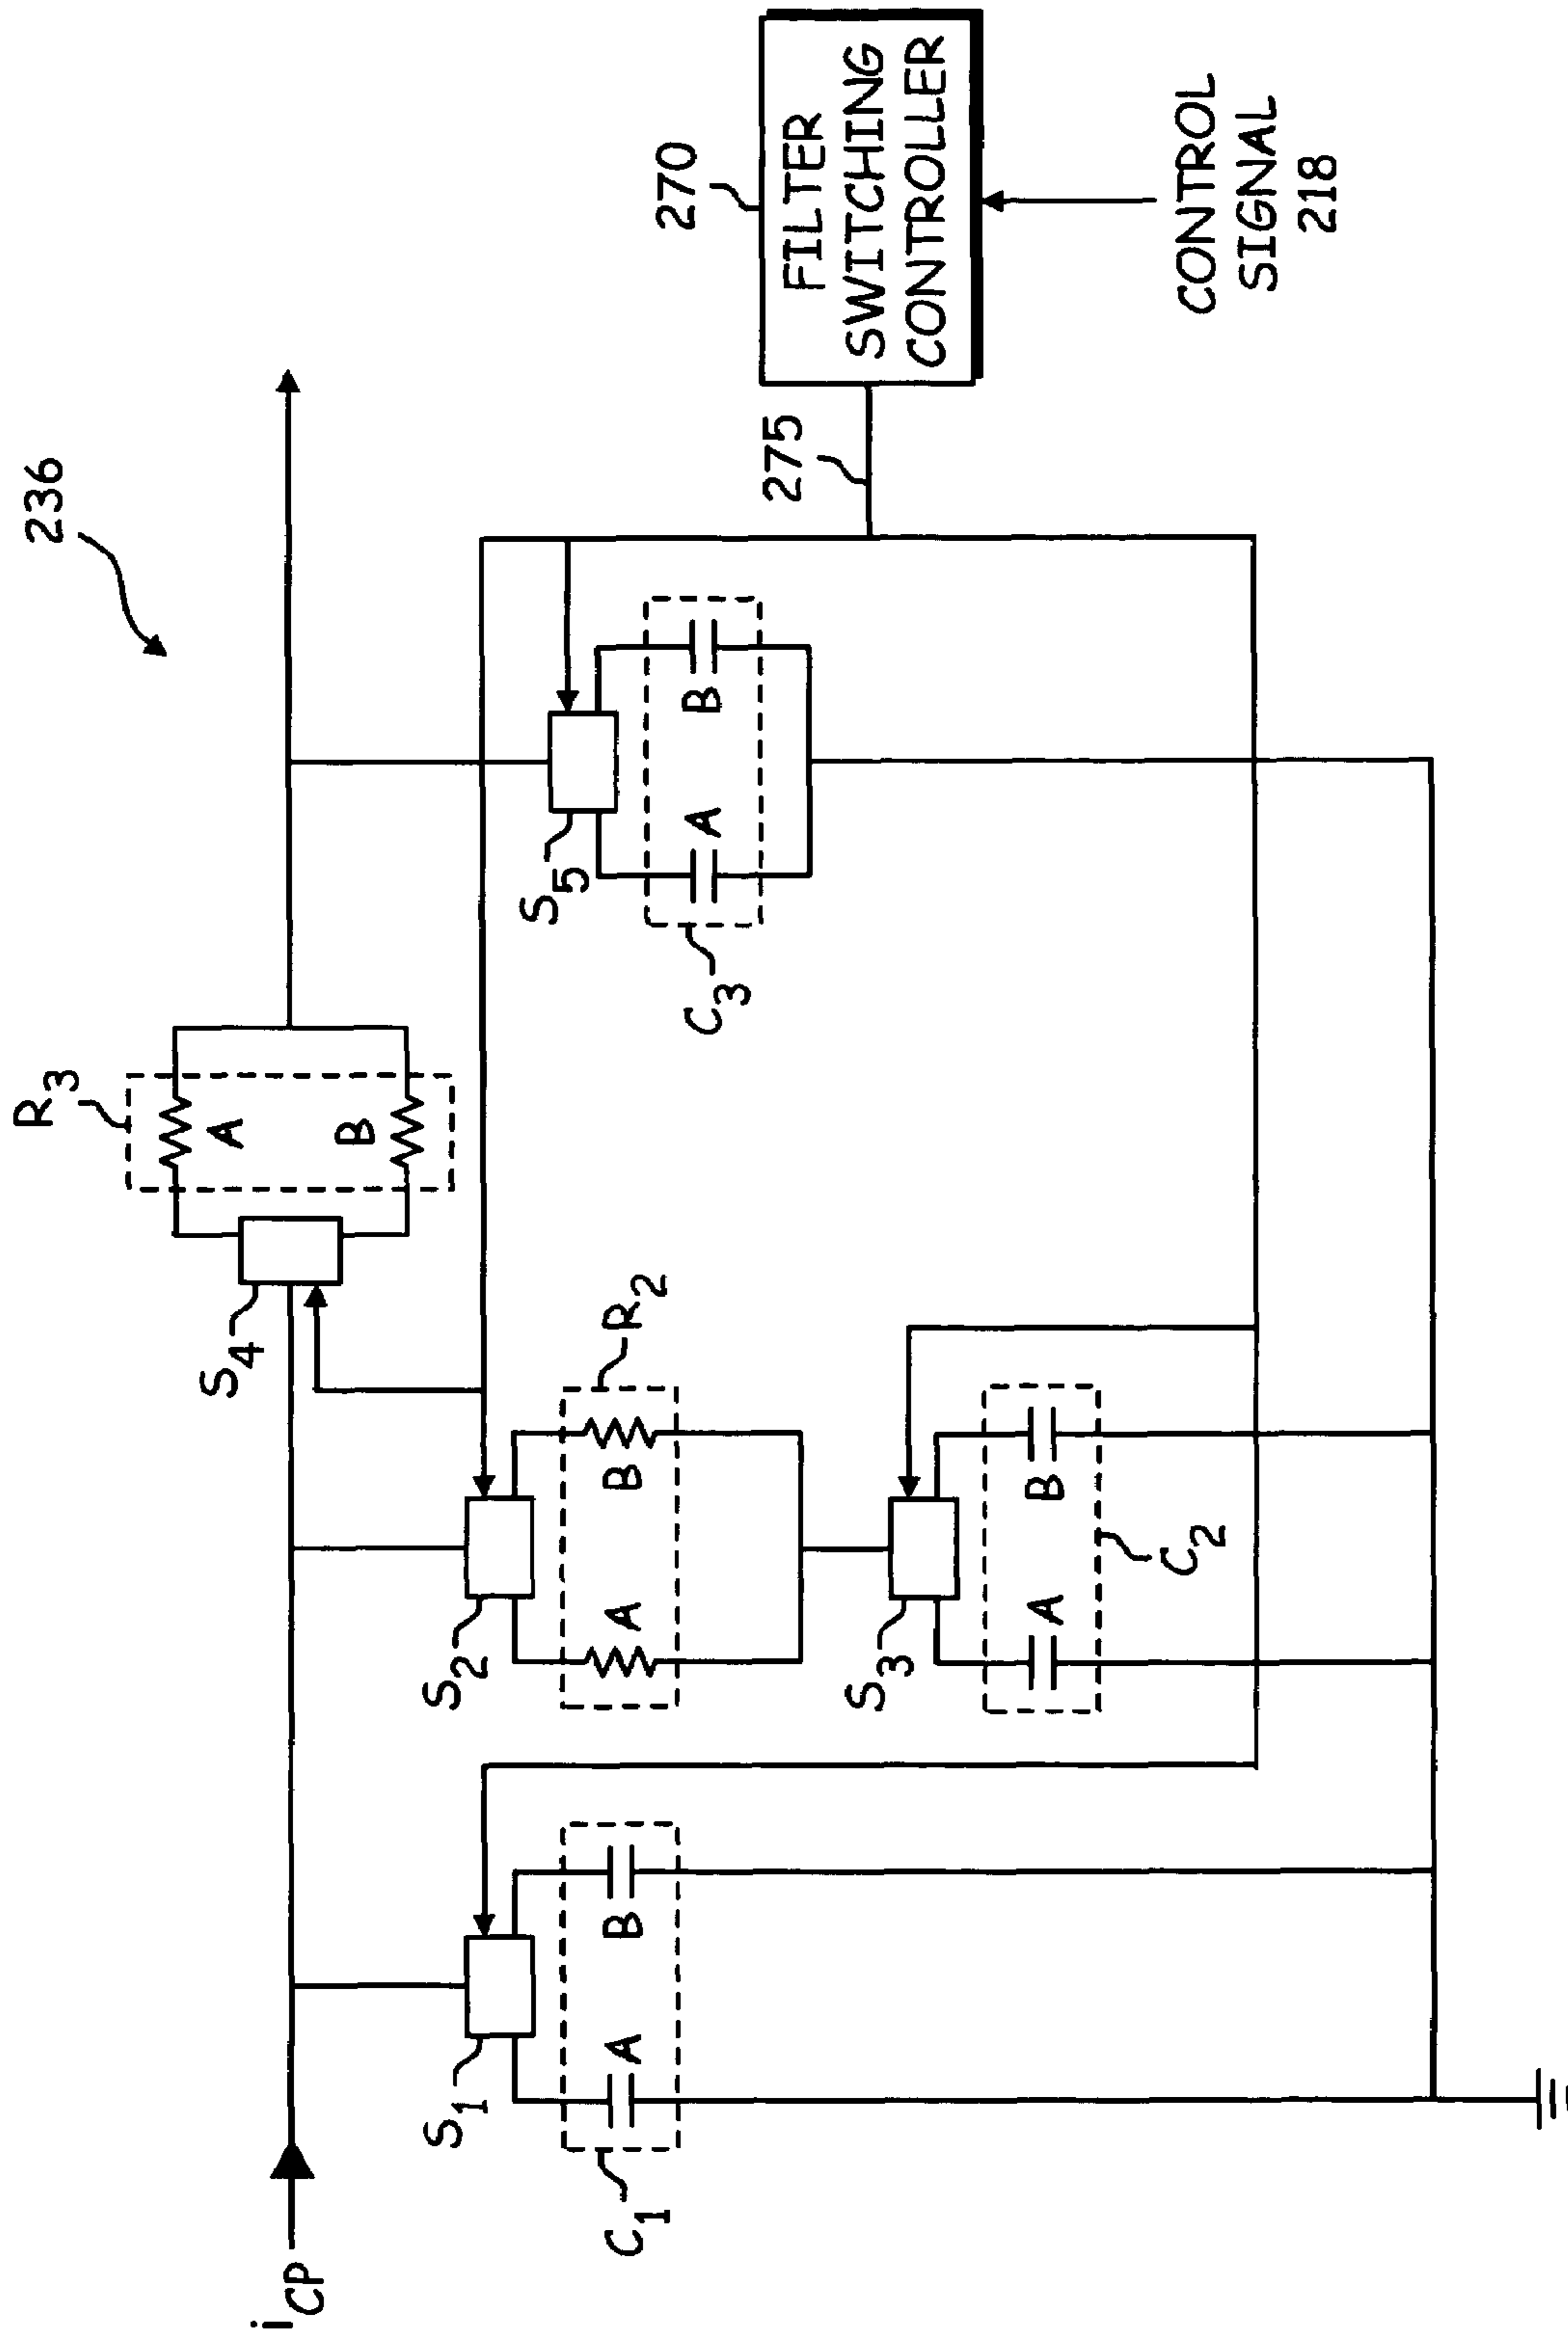 236
R3
A
B
S4
iCP
S1
C1
A
B
S2
R2
A
B
S3
C2
A
B
S5
C3
A
B
275
270
FILTER
SWITCHING
CONTROLLER
CONTROL
SIGNAL
218